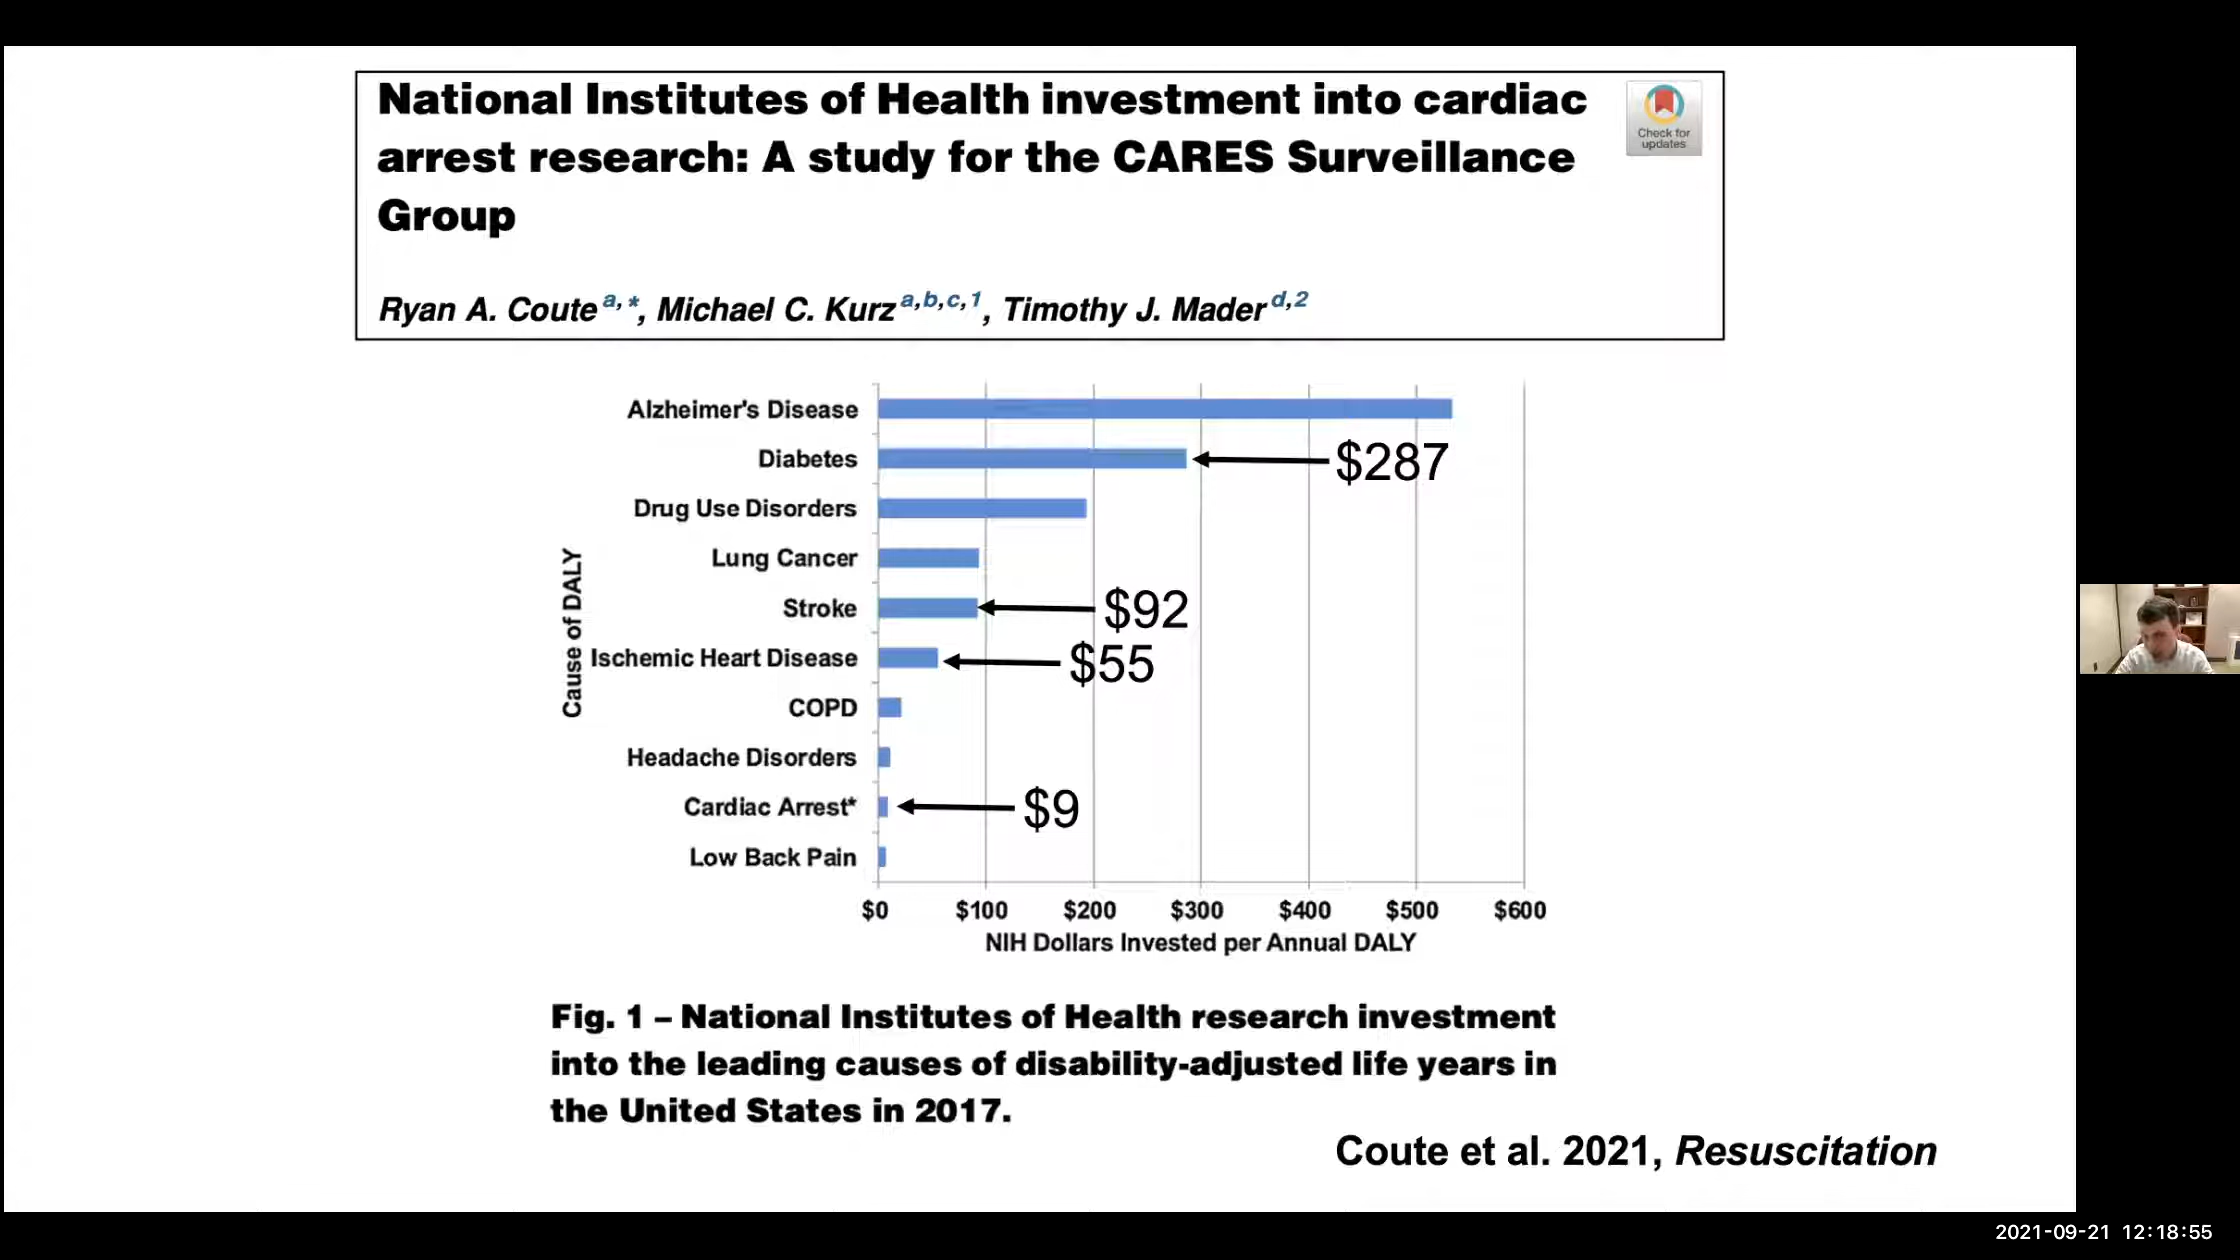 National Institutes of Health investment into cardiac
arrest research: A study for the CARES Surveillance
Group
Check for
updates
Ryan A. Coute a,*, Michael C. Kurz a,b,c,1, Timothy J. Mader d,2
Cause of DALY
Alzheimer's Disease
Diabetes
$287
Drug Use Disorders
Lung Cancer
Stroke
$92
Ischemic Heart Disease
$55
COPD
Headache Disorders
Cardiac Arrest*
$9
Low Back Pain
$0 $100 $200 $300 $400 $500 $600
NIH Dollars Invested per Annual DALY
Fig. 1 – National Institutes of Health research investment
into the leading causes of disability-adjusted life years in
the United States in 2017.
Coute et al. 2021, Resuscitation
2021-09-21 12:18:55